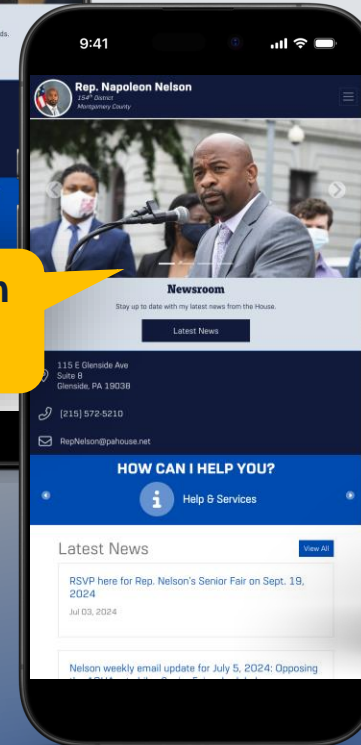 ds.
9:41
Rep. Napoleon Nelson
154th District
Montgomery County
Newsroom
Stay up to date with my latest news from the House.
Latest News
n
115 E Glenside Ave
Suite B
Glenside, PA 19038
(215) 572-5210
RepNelson@pahouse.net
HOW CAN I HELP YOU?
i
Help & Services
Latest News
View All
RSVP here for Rep. Nelson's Senior Fair on Sept. 19,
2024
Jul 03, 2024
Nelson weekly email update for July 5, 2024: Opposing